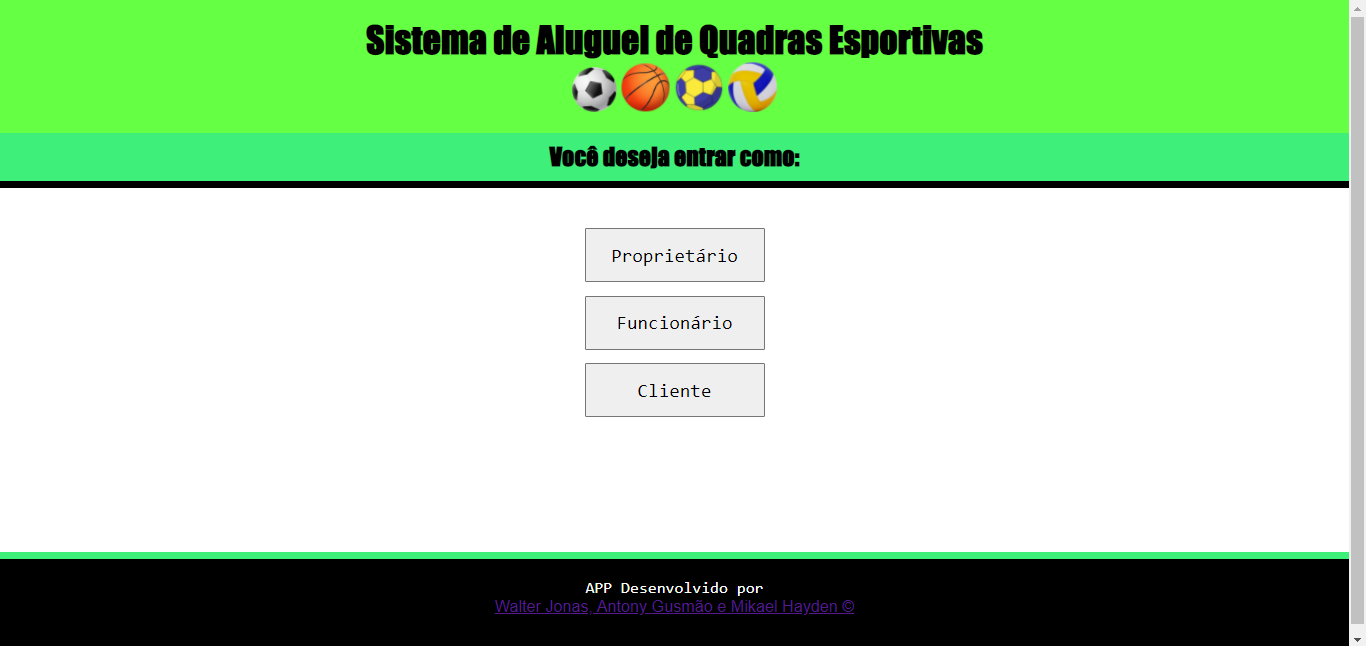 Sistema de Aluguel de Quadras Esportivas
Você deseja entrar como:
Proprietário
Funcionário
Cliente
APP Desenvolvido por
Walter Jonas, Antony Gusmão e Mikael Hayden ©